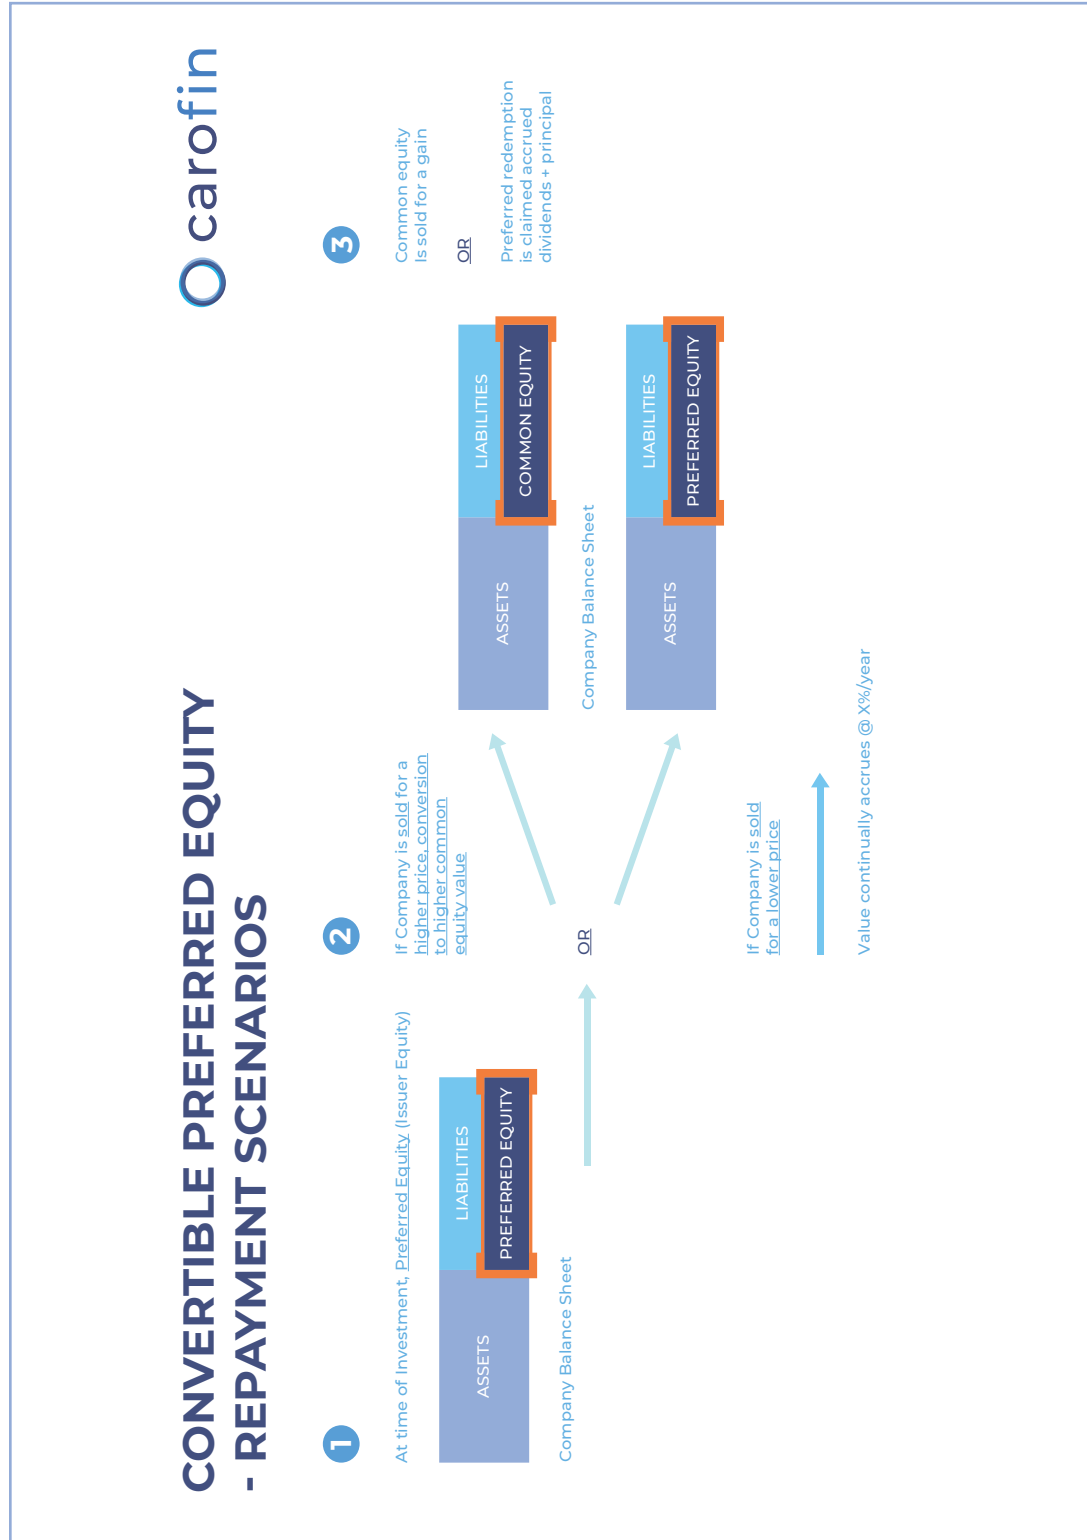 CONVERTIBLE PREFERRED EQUITY
- REPAYMENT SCENARIOS
carofin
1
At time of Investment, Preferred Equity (Issuer Equity)
ASSETS
LIABILITIES
PREFERRED EQUITY
Company Balance Sheet
2
If Company is sold for a
higher price, conversion
to higher common
equity value
OR
If Company is sold
for a lower price
Value continually accrues @ X%/year
ASSETS
LIABILITIES
COMMON EQUITY
Company Balance Sheet
ASSETS
LIABILITIES
PREFERRED EQUITY
3
Common equity
Is sold for a gain
OR
Preferred redemption
is claimed accrued
dividends + principal